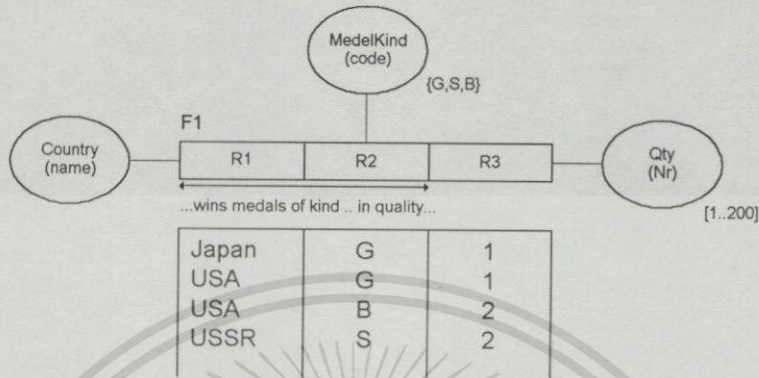 MedelKind
(code)
{G,S,B}
F1
Country
(name)
R1 R2 R3
Qty
(Nr)
[1..200]
...wins medals of kind .. in quality...
Japan G 1
USA G 1
USA B 2
USSR S 2